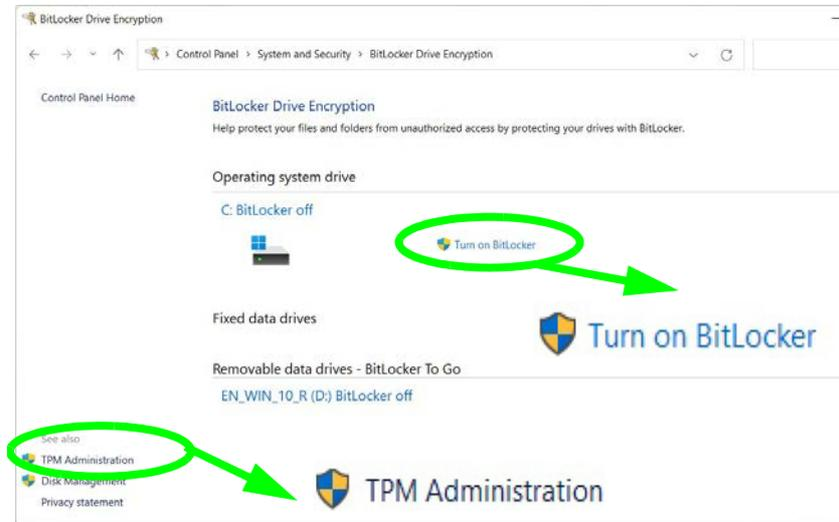 BitLocker Drive Encryption
Control Panel > System and Security > BitLocker Drive Encryption
Control Panel Home
BitLocker Drive Encryption
Help protect your files and folders from unauthorized access by protecting your drives with BitLocker.
Operating system drive
C: BitLocker off
Turn on BitLocker
Fixed data drives
Turn on BitLocker
Removable data drives - BitLocker To Go
EN_WIN_10_R (D:) BitLocker off
See also
TPM Administration
Disk Management
TPM Administration
Privacy statement